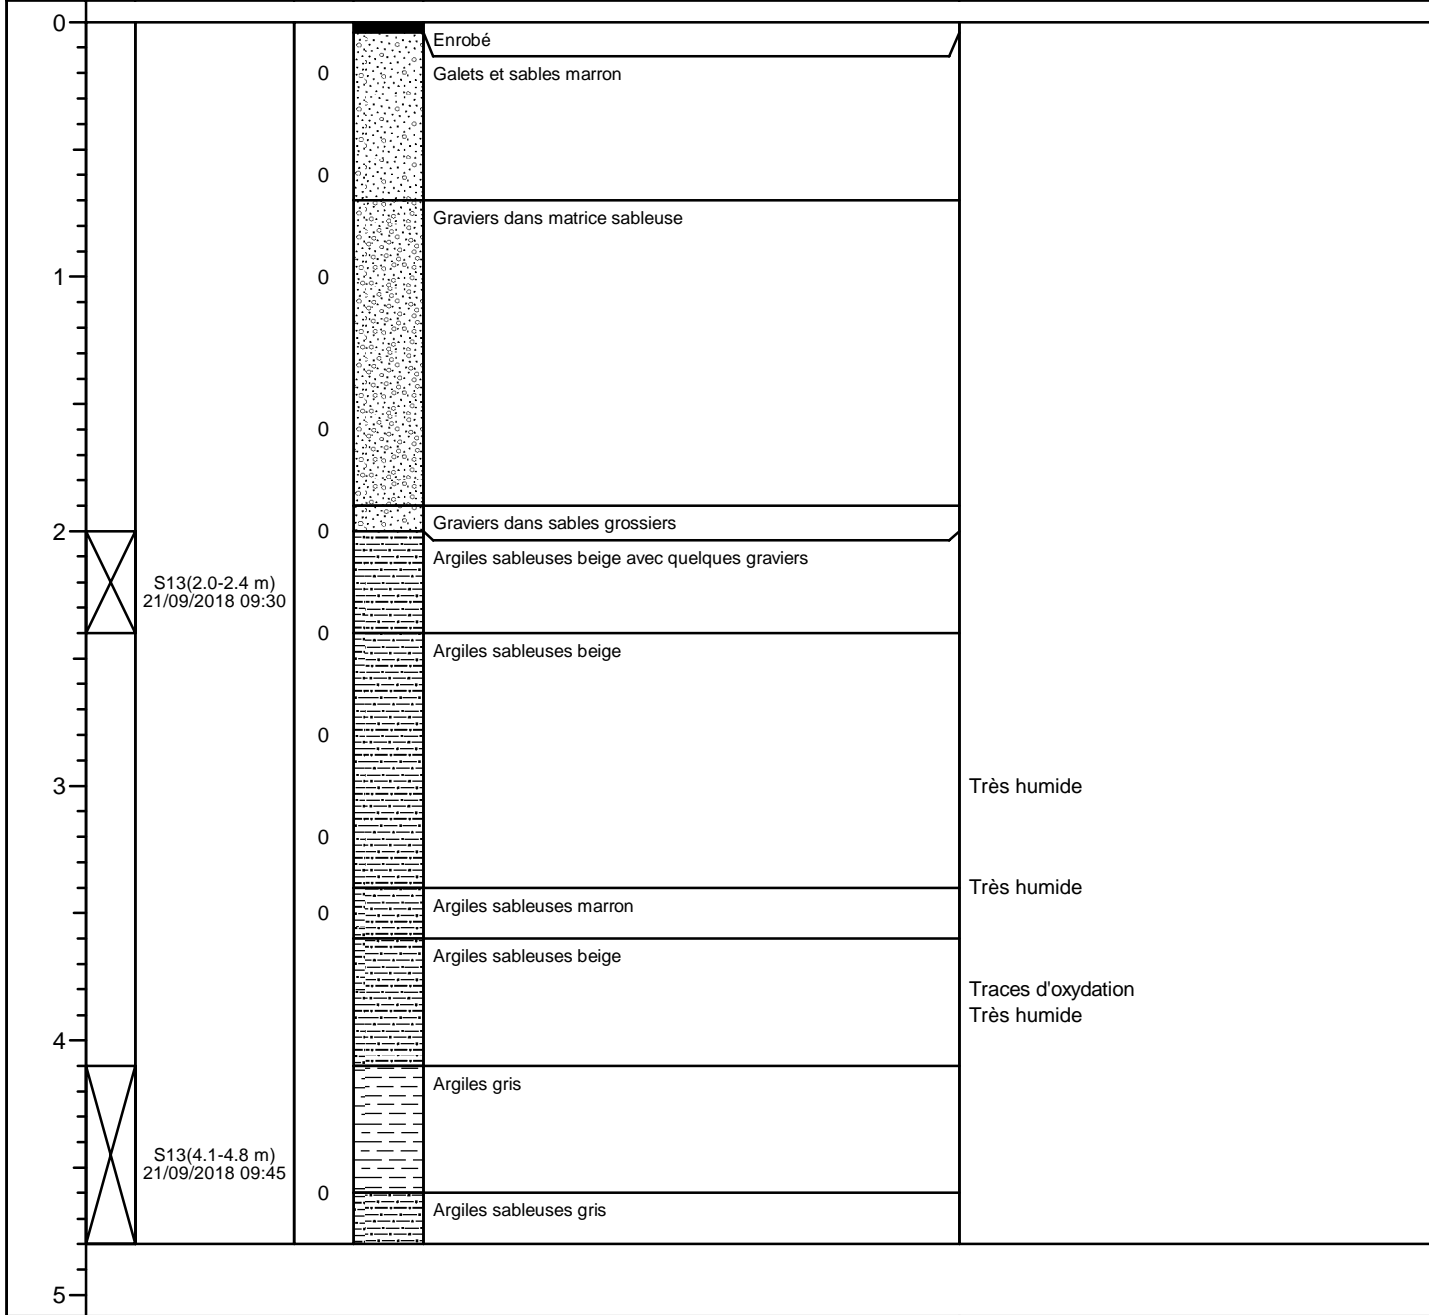 0
Enrobé
0
Galets et sables marron
0
Graviers dans matrice sableuse
1
0
0
Graviers dans sables grossiers
2
0
Argiles sableuses beige avec quelques graviers
S13(2.0-2.4 m)
21/09/2018 09:30
0
Argiles sableuses beige
0
3
Très humide
0
Très humide
Argiles sableuses marron
0
Argiles sableuses beige
Traces d'oxydation
Très humide
4
Argiles gris
S13(4.1-4.8 m)
21/09/2018 09:45
0
Argiles sableuses gris
5